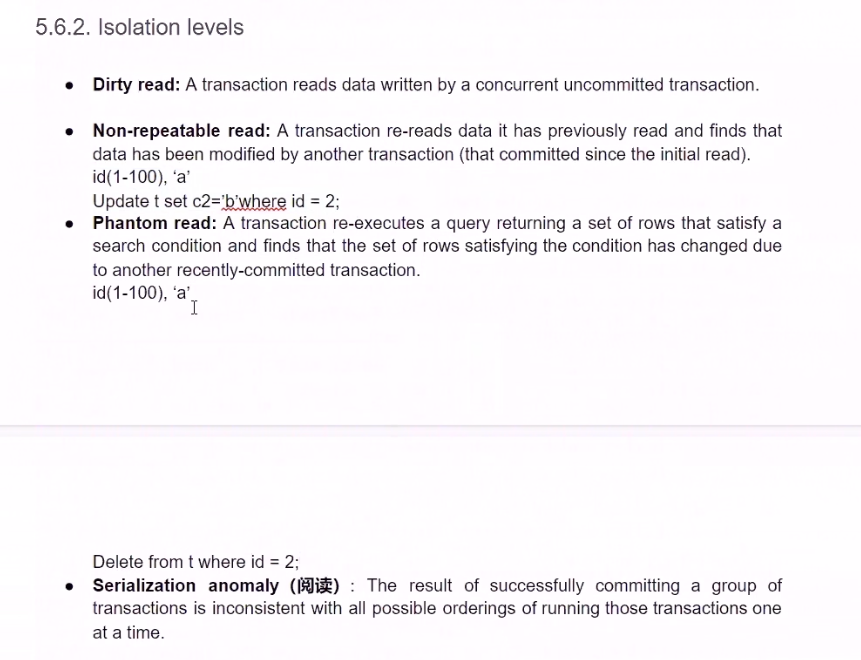 5.6.2. Isolation levels
● Dirty read: A transaction reads data written by a concurrent uncommitted transaction.
● Non-repeatable read: A transaction re-reads data it has previously read and finds that
data has been modified by another transaction (that committed since the initial read).
id(1-100), ‘a’
Update t set c2=’b’where id = 2;
● Phantom read: A transaction re-executes a query returning a set of rows that satisfy a
search condition and finds that the set of rows satisfying the condition has changed due
to another recently-committed transaction.
id(1-100), ‘a’
Delete from t where id = 2;
● Serialization anomaly (阅读) : The result of successfully committing a group of
transactions is inconsistent with all possible orderings of running those transactions one
at a time.